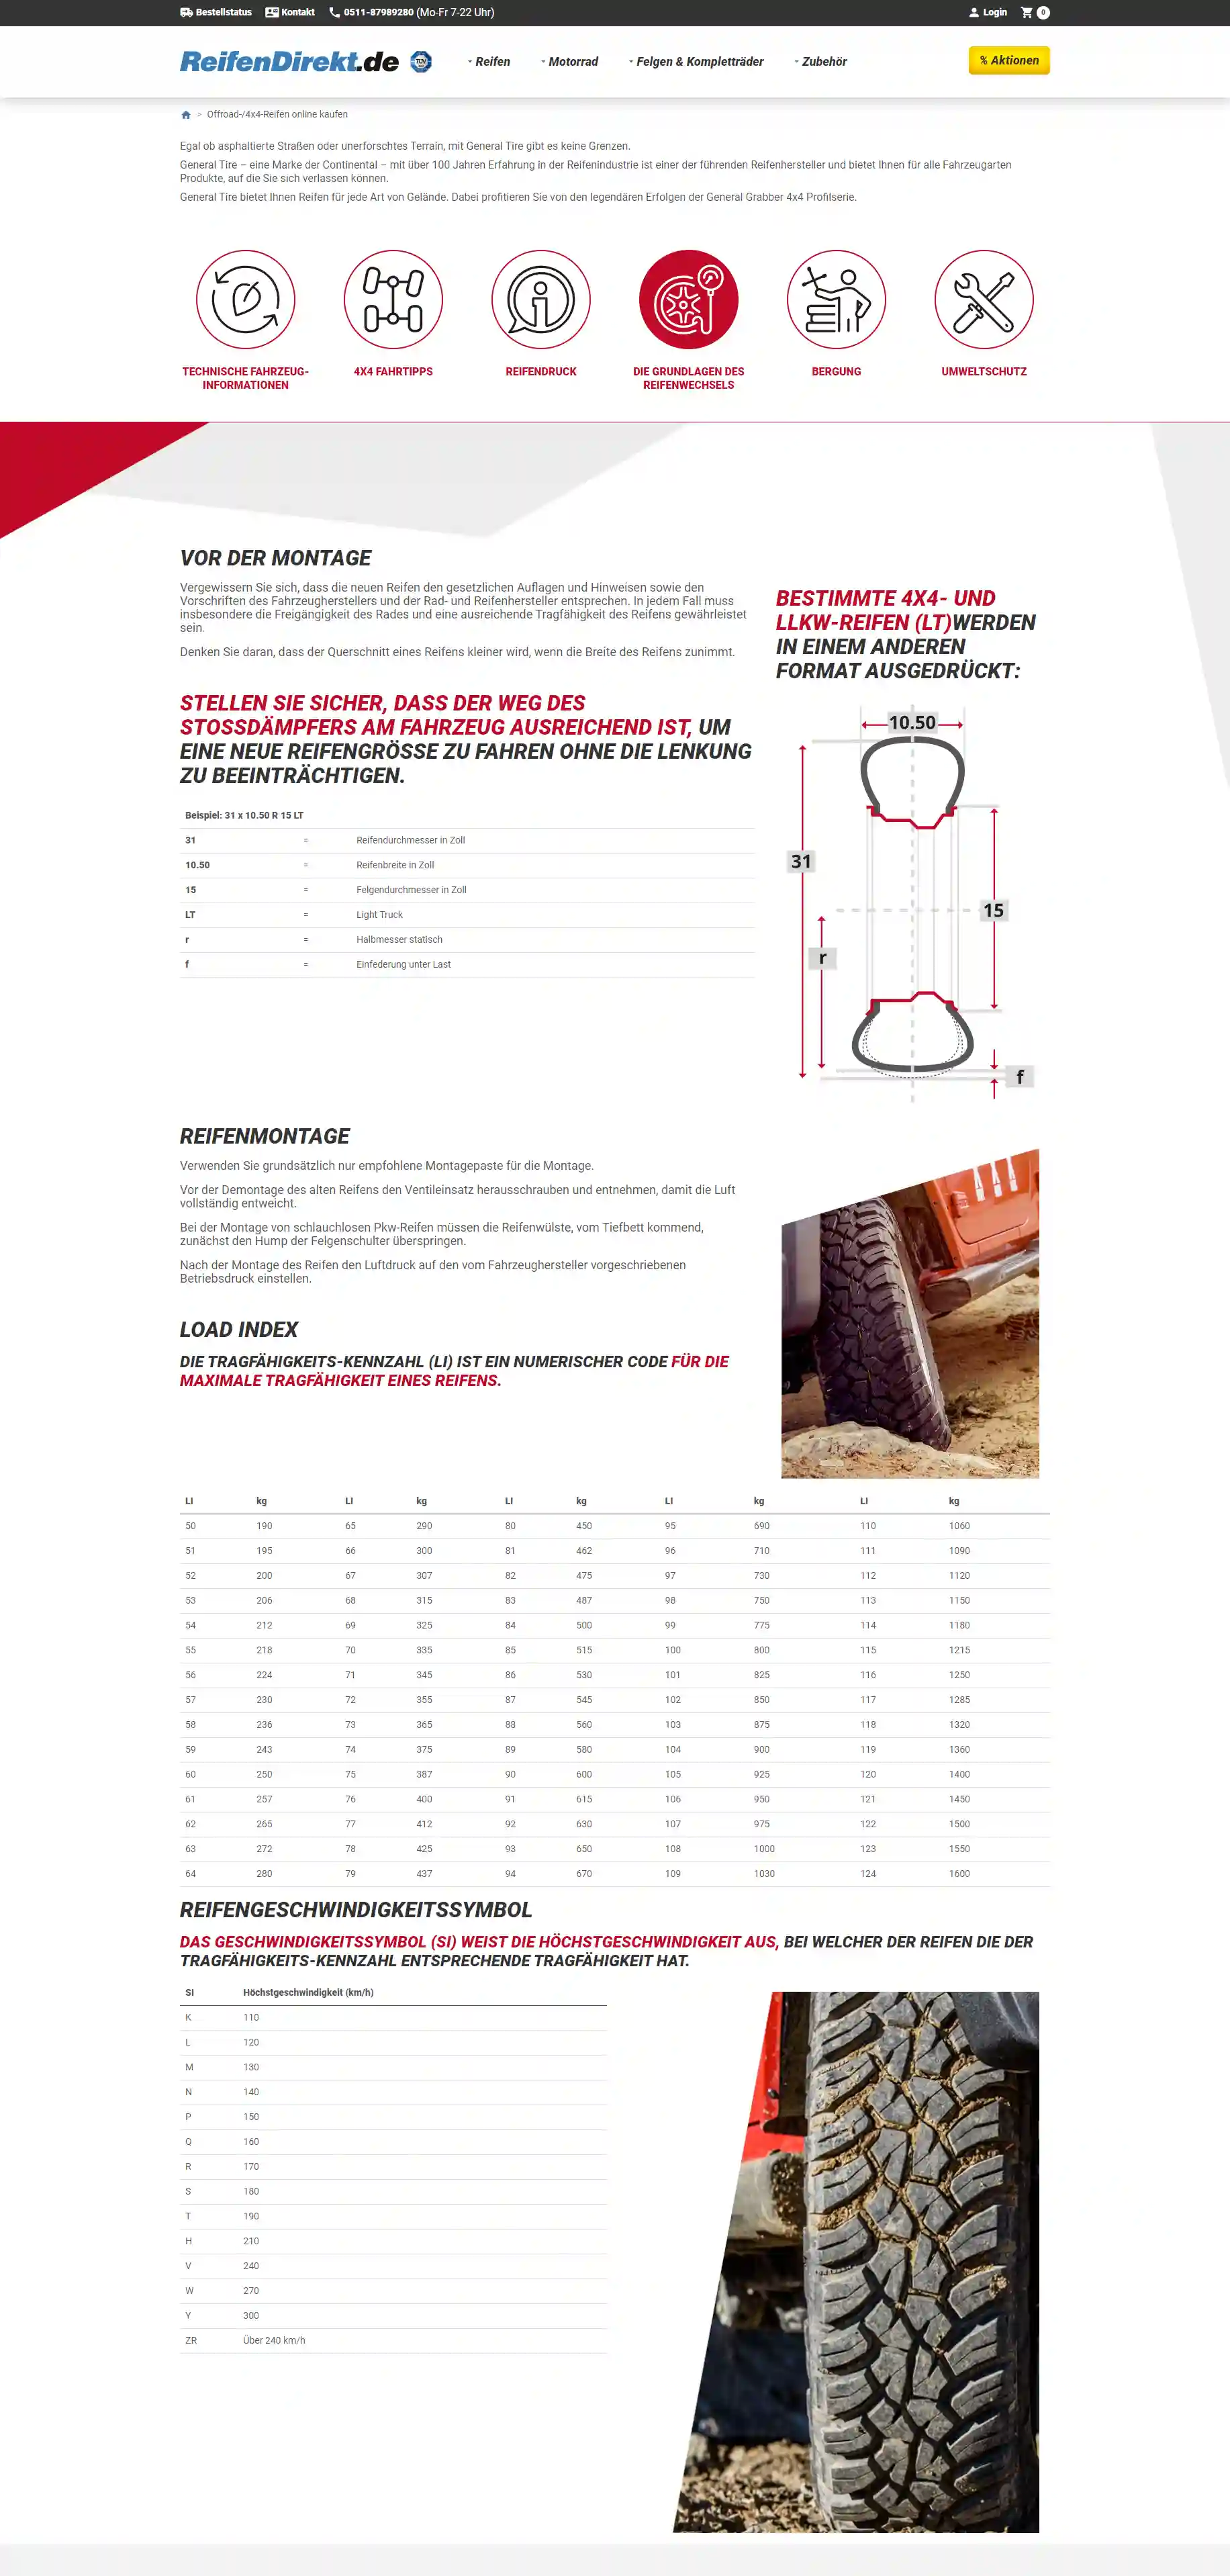 Bestellstatus Kontakt 0511-87989280 (Mo-Fr 7-22 Uhr) Login 0
ReifenDirekt.de TÜV Reifen Motorrad Felgen & Kompletträder Zubehör % Aktionen
> Offroad-/4x4-Reifen online kaufen
Egal ob asphaltierte Straßen oder unerforschtes Terrain, mit General Tire gibt es keine Grenzen.
General Tire – eine Marke der Continental – mit über 100 Jahren Erfahrung in der Reifenindustrie ist einer der führenden Reifenhersteller und bietet Ihnen für alle Fahrzeugarten
Produkte, auf die Sie sich verlassen können.
General Tire bietet Ihnen Reifen für jede Art von Gelände. Dabei profitieren Sie von den legendären Erfolgen der General Grabber 4x4 Profilserie.
TECHNISCHE FAHRZEUG-
INFORMATIONEN
4X4 FAHRTIPPS
REIFENDRUCK
DIE GRUNDLAGEN DES
REIFENWECHSELS
BERGUNG
UMWELTSCHUTZ
VOR DER MONTAGE
Vergewissern Sie sich, dass die neuen Reifen den gesetzlichen Auflagen und Hinweisen sowie den
Vorschriften des Fahrzeugherstellers und der Rad- und Reifenhersteller entsprechen. In jedem Fall muss
insbesondere die Freigängigkeit des Rades und eine ausreichende Tragfähigkeit des Reifens gewährleistet
sein.
Denken Sie daran, dass der Querschnitt eines Reifens kleiner wird, wenn die Breite des Reifens zunimmt.
STELLEN SIE SICHER, DASS DER WEG DES
STOSSDÄMPFERS AM FAHRZEUG AUSREICHEND IST, UM
EINE NEUE REIFENGRÖSSE ZU FAHREN OHNE DIE LENKUNG
ZU BEEINTRÄCHTIGEN.
Beispiel: 31 x 10.50 R 15 LT
31 = Reifendurchmesser in Zoll
10.50 = Reifenbreite in Zoll
15 = Felgendurchmesser in Zoll
LT = Light Truck
r = Halbmesser statisch
f = Einfederung unter Last
BESTIMMTE 4X4- UND
LLKW-REIFEN (LT)WERDEN
IN EINEM ANDEREN
FORMAT AUSGEDRÜCKT:
10.50
31
15
r
f
REIFENMONTAGE
Verwenden Sie grundsätzlich nur empfohlene Montagepaste für die Montage.
Vor der Demontage des alten Reifens den Ventileinsatz herausschrauben und entnehmen, damit die Luft
vollständig entweicht.
Bei der Montage von schlauchlosen Pkw-Reifen müssen die Reifenwülste, vom Tiefbett kommend,
zunächst den Hump der Felgenschulter überspringen.
Nach der Montage des Reifen den Luftdruck auf den vom Fahrzeughersteller vorgeschriebenen
Betriebsdruck einstellen.
LOAD INDEX
DIE TRAGFÄHIGKEITS-KENNZAHL (LI) IST EIN NUMERISCHER CODE FÜR DIE
MAXIMALE TRAGFÄHIGKEIT EINES REIFENS.
LI kg LI kg LI kg LI kg LI kg
50 190 65 290 80 450 95 690 110 1060
51 195 66 300 81 462 96 710 111 1090
52 200 67 307 82 475 97 730 112 1120
53 206 68 315 83 487 98 750 113 1150
54 212 69 325 84 500 99 775 114 1180
55 218 70 335 85 515 100 800 115 1215
56 224 71 345 86 530 101 825 116 1250
57 230 72 355 87 545 102 850 117 1285
58 236 73 365 88 560 103 875 118 1320
59 243 74 375 89 580 104 900 119 1360
60 250 75 387 90 600 105 925 120 1400
61 257 76 400 91 615 106 950 121 1450
62 265 77 412 92 630 107 975 122 1500
63 272 78 425 93 650 108 1000 123 1550
64 280 79 437 94 670 109 1030 124 1600
REIFENGESCHWINDIGKEITSSYMBOL
DAS GESCHWINDIGKEITSSYMBOL (SI) WEIST DIE HÖCHSTGESCHWINDIGKEIT AUS, BEI WELCHER DER REIFEN DIE DER
TRAGFÄHIGKEITS-KENNZAHL ENTSPRECHENDE TRAGFÄHIGKEIT HAT.
SI Höchstgeschwindigkeit (km/h)
K 110
L 120
M 130
N 140
P 150
Q 160
R 170
S 180
T 190
H 210
V 240
W 270
Y 300
ZR Über 240 km/h